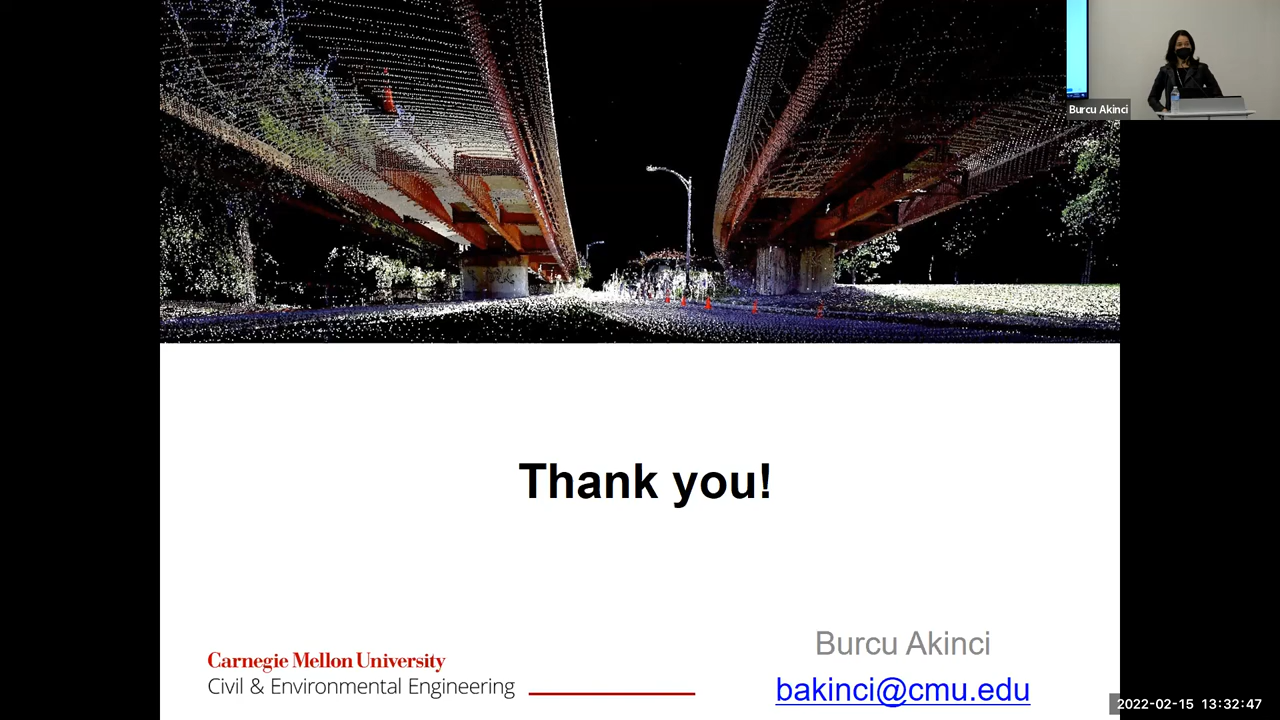 Burcu Akinci
Thank you!
Carnegie Mellon University
Civil & Environmental Engineering
Burcu Akinci
bakinci@cmu.edu
2022-02-15 13:32:47